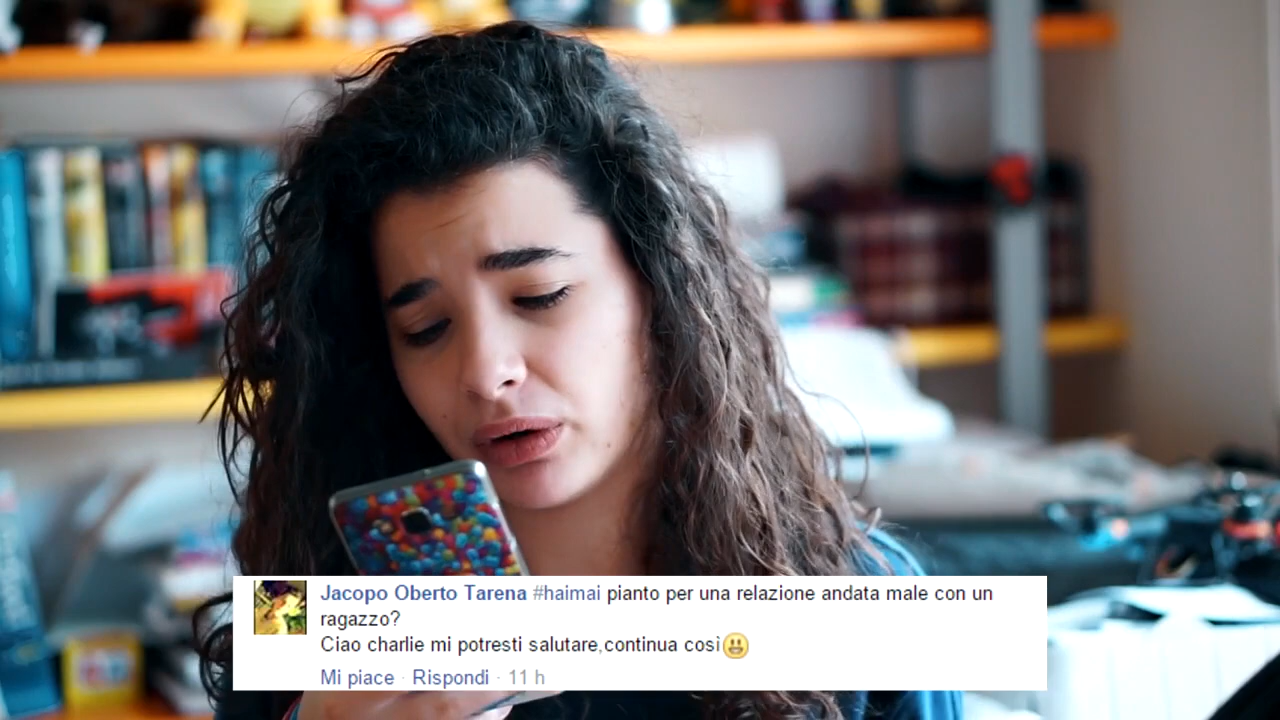 Jacopo Oberto Tarena #haimai pianto per una relazione andata male con un
ragazzo?
Ciao charlie mi potresti salutare,continua così😃
Mi piace · Rispondi · 11 h